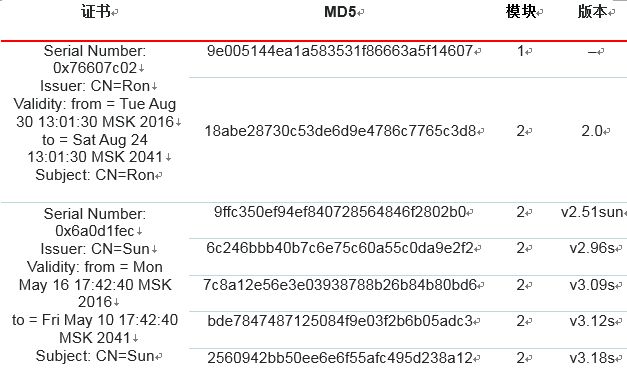 证书 MD5 模块 版本
Serial Number:
0x76607c02
Issuer: CN=Ron
Validity: from = Tue Aug
30 13:01:30 MSK 2016
to = Sat Aug 24
13:01:30 MSK 2041
Subject: CN=Ron
9e005144ea1a583531f86663a5f14607 1 –
18abe28730c53de6d9e4786c7765c3d8 2 2.0
Serial Number:
0x6a0d1fec
Issuer: CN=Sun
Validity: from = Mon
May 16 17:42:40 MSK
2016
to = Fri May 10 17:42:40
MSK 2041
Subject: CN=Sun
9ffc350ef94ef840728564846f2802b0 2 v2.51sun
6c246bbb40b7c6e75c60a55c0da9e2f2 2 v2.96s
7c8a12e56e3e03938788b26b84b80bd6 2 v3.09s
bde7847487125084f9e03f2b6b05adc3 2 v3.12s
2560942bb50ee6e6f55afc495d238a12 2 v3.18s